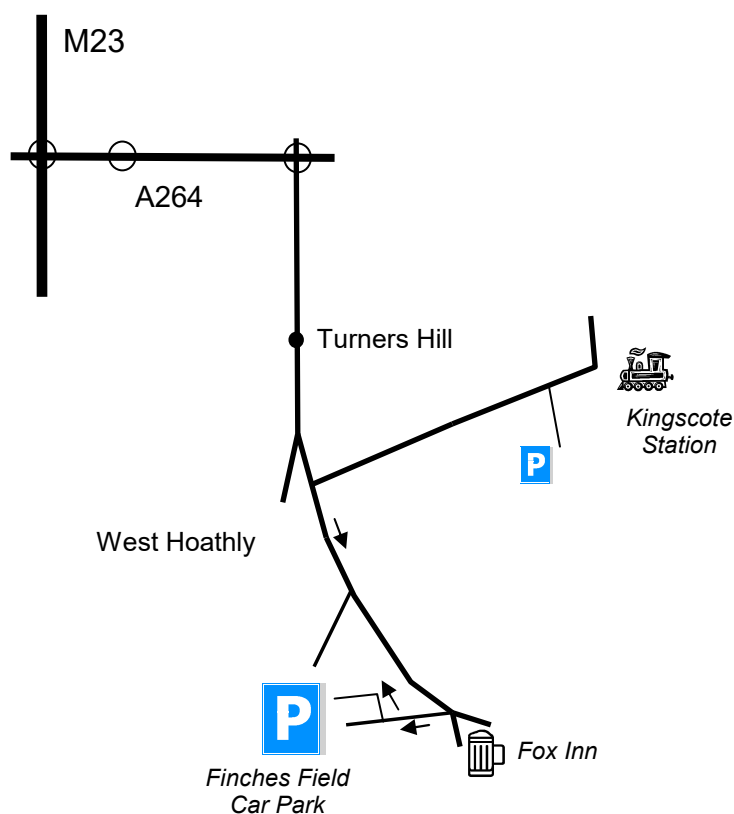 M23
A264
Turners Hill
Kingscote
Station
P
West Hoathly
P
Fox Inn
Finches Field
Car Park